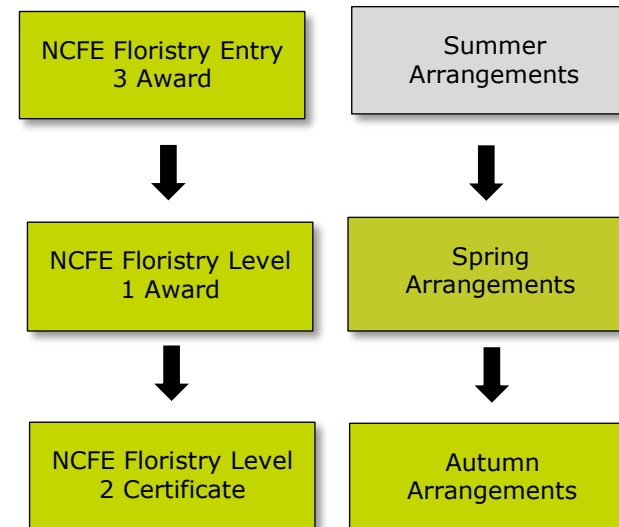 NCFE Floristry Entry
3 Award
Summer
Arrangements
NCFE Floristry Level
1 Award
Spring
Arrangements
NCFE Floristry Level
2 Certificate
Autumn
Arrangements